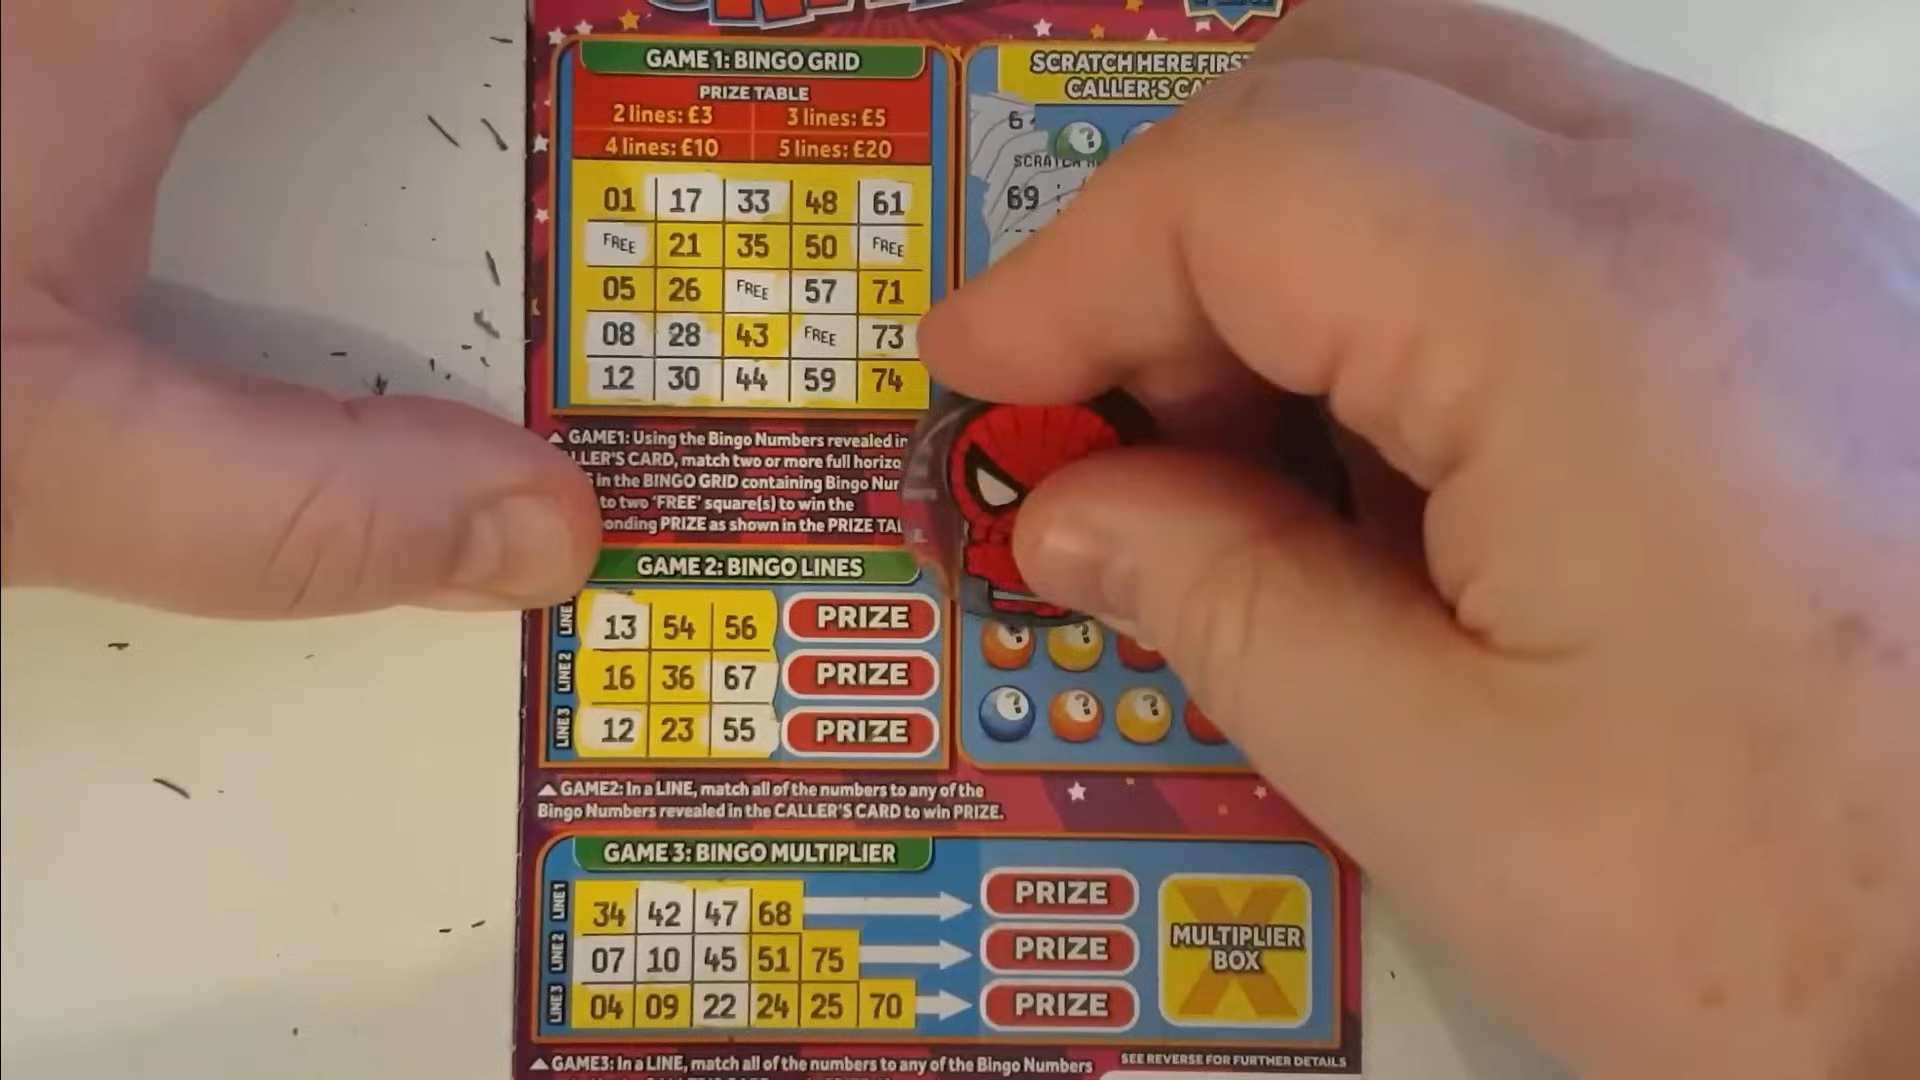 GAME 1: BINGO GRID
PRIZE TABLE
2 lines: £3 3 lines: £5
4 lines: £10 5 lines: £20
01 17 33 48 61
FREE 21 35 50 FREE
05 26 FREE 57 71
08 28 43 FREE 73
12 30 44 59 74
SCRATCH HERE FIRST
CALLER'S CA
6
SCRATCH H
69
▲ GAME1: Using the Bingo Numbers revealed in
LLER'S CARD, match two or more full horizo
in the BINGO GRID containing Bingo Nur
to two 'FREE' square(s) to win the
onding PRIZE as shown in the PRIZE TA
GAME 2: BINGO LINES
LINE 13 54 56 PRIZE
LINE 2 16 36 67 PRIZE
LINE 3 12 23 55 PRIZE
▲ GAME2: In a LINE, match all of the numbers to any of the
Bingo Numbers revealed in the CALLER'S CARD to win PRIZE.
GAME 3: BINGO MULTIPLIER
LINE 1 34 42 47 68 PRIZE
LINE 2 07 10 45 51 75 PRIZE
LINE 3 04 09 22 24 25 70 PRIZE
MULTIPLIER
BOX
SEE REVERSE FOR FURTHER DETAILS
▲ GAME3: In a LINE, match all of the numbers to any of the Bingo Numbers